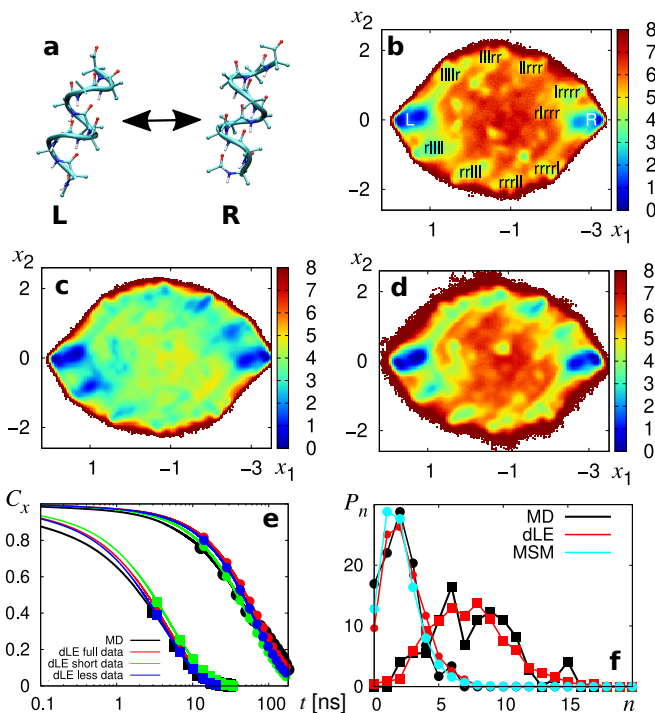 a
L
R
x₂
b
2
0
-2
lllrr
llrrr
llllr
lrrrr
rlrrr
L
R
rllll
rrlll
rrrll
rrrrl
1 -1 -3 x₁
8
7
6
5
4
3
2
1
0
x₂
c
2
0
-2
1 -1 -3 x₁
8
7
6
5
4
3
2
1
0
x₂
d
2
0
-2
1 -1 -3 x₁
8
7
6
5
4
3
2
1
0
Cₓ
e
0.8
0.6
0.4
0.2
0
MD
dLE full data
dLE short data
dLE less data
0.1 1 10 100 t [ns]
Pₙ
MD
dLE
MSM
30
20
10
0
f
0 5 10 15 n